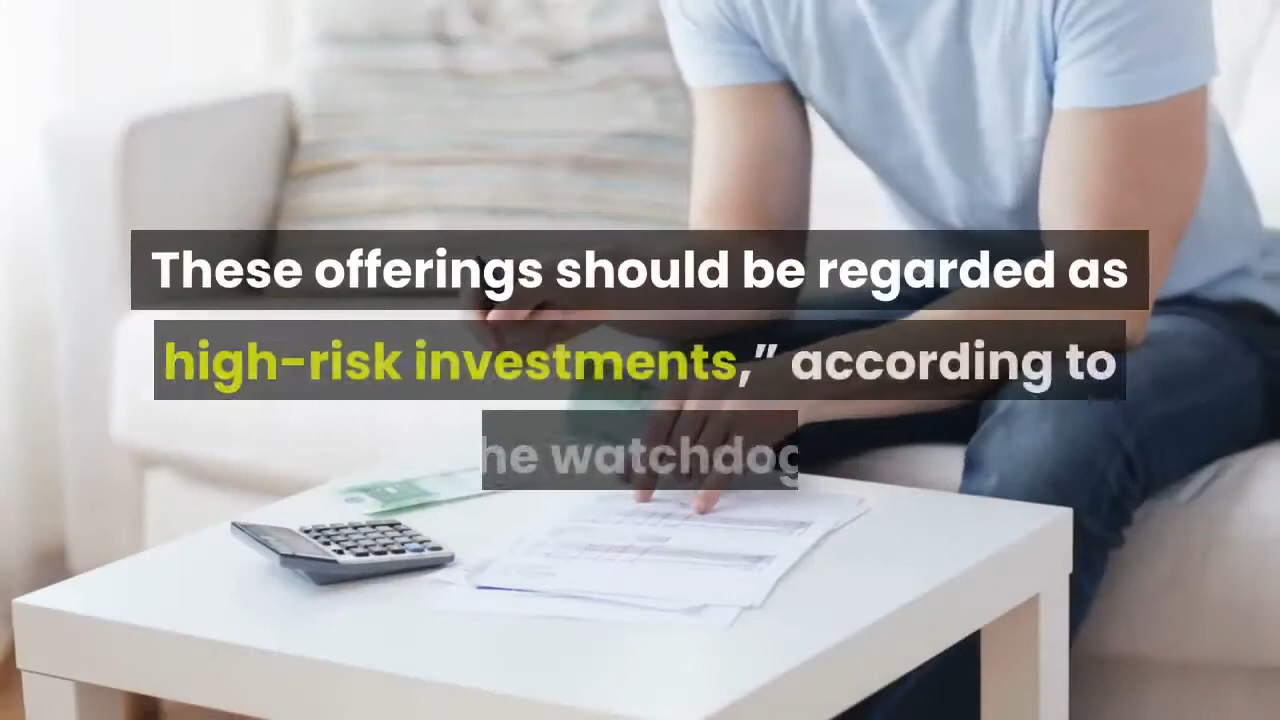 These offerings should be regarded as
high-risk investments,” according to
he watchdog